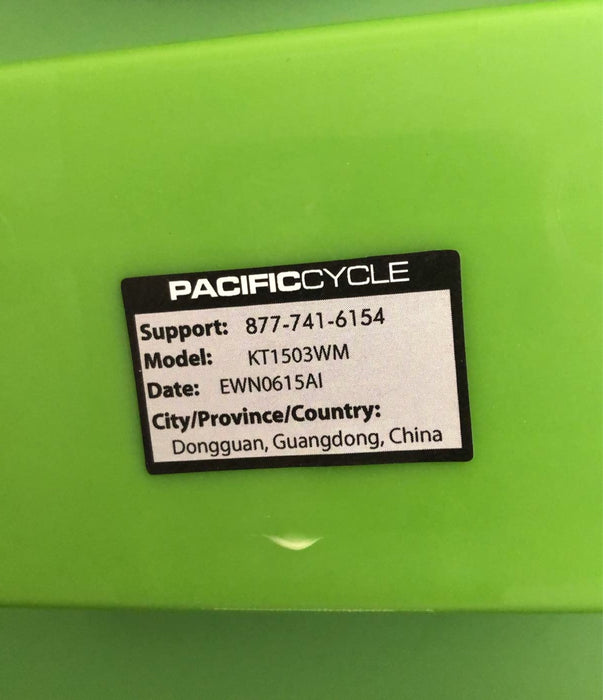 PACIFICCYCLE
Support: 877-741-6154
Model: KT1503WM
Date: EWN0615AI
City/Province/Country:
Dongguan, Guangdong, China